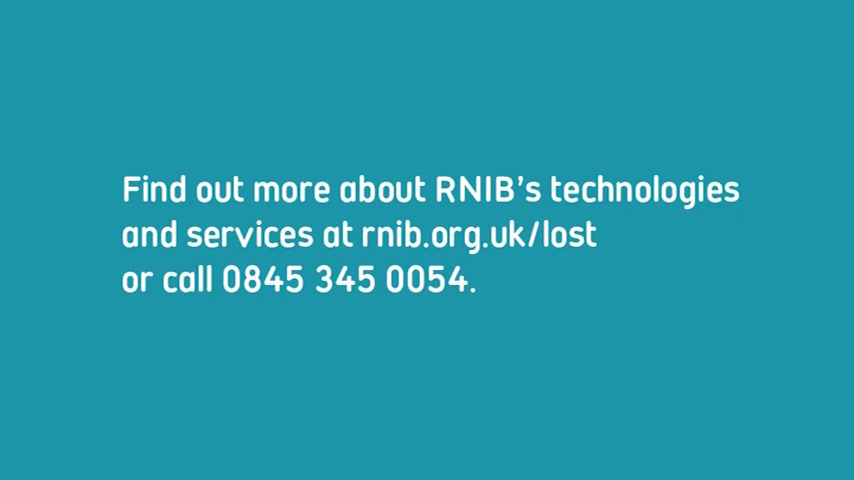 Find out more about RNIB’s technologies
and services at rnib.org.uk/lost
or call 0845 345 0054.